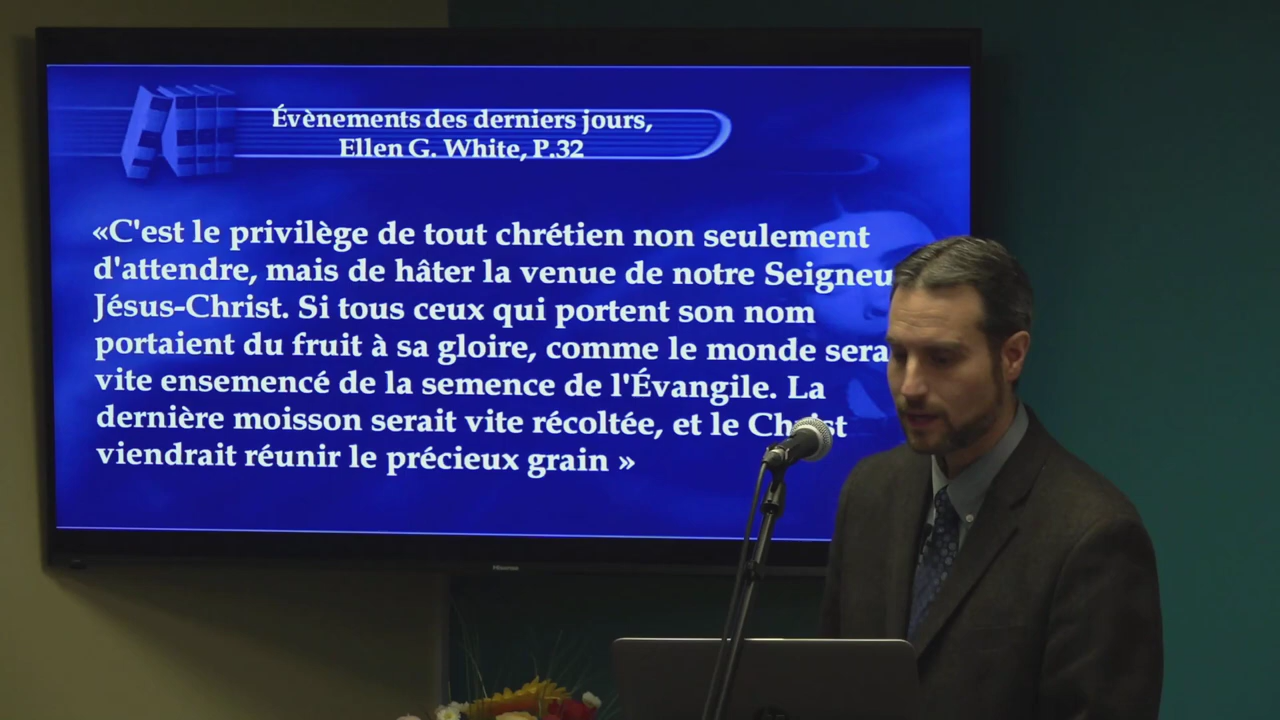 Évènements des derniers jours,
Ellen G. White, P.32
«C'est le privilège de tout chrétien non seulement
d'attendre, mais de hâter la venue de notre Seigneu
Jésus-Christ. Si tous ceux qui portent son nom
portaient du fruit à sa gloire, comme le monde sera
vite ensemencé de la semence de l'Évangile. La
dernière moisson serait vite récoltée, et le Christ
viendrait réunir le précieux grain »
Hisense